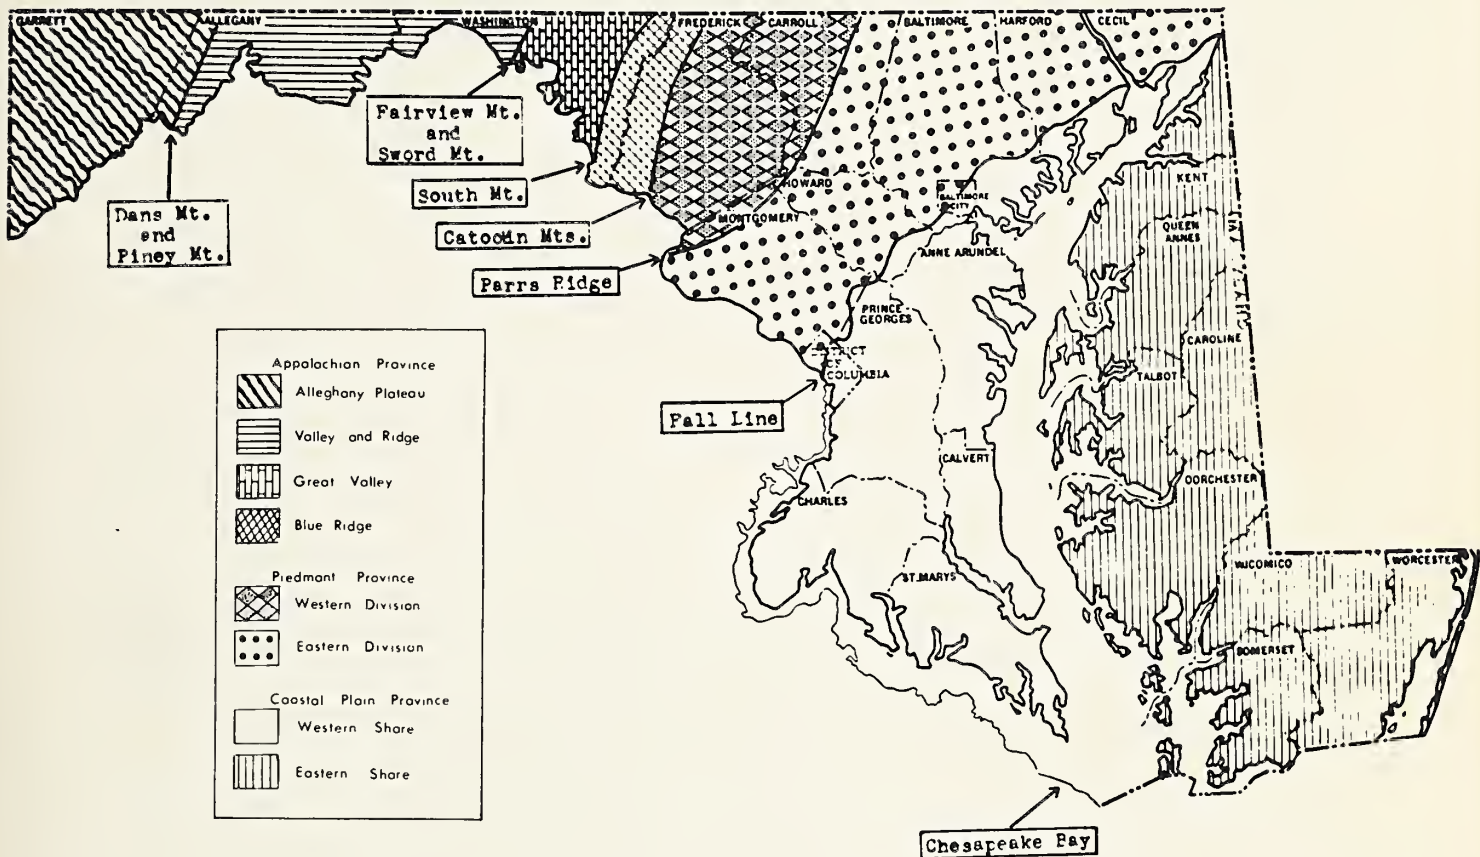 GARRETT
ALLEGANY
WASHINGTON
FREDERICK
CARROLL
BALTIMORE
HARFORD
CECIL
Fairview Mt.
and
Sword Mt.
South Mt.
Dans Mt.
and
Piney Mt.
Catoctin Mts.
Parrs Ridge
HOWARD
MONTGOMERY
BALTIMORE
CITY
KENT
QUEEN
ANNES
ANNE ARUNDEL
PRINCE
GEORGES
CAROLINE
DISTRICT
OF
COLUMBIA
TALBOT
Fall Line
CALVERT
CHARLES
DORCHESTER
ST. MARYS
WICOMICO
WORCESTER
SOMERSET
Chesapeake Bay
Appalachian Province
Alleghany Plateau
Valley and Ridge
Great Valley
Blue Ridge
Piedmant Province
Western Division
Eastern Division
Coastal Plain Province
Western Share
Eastern Share